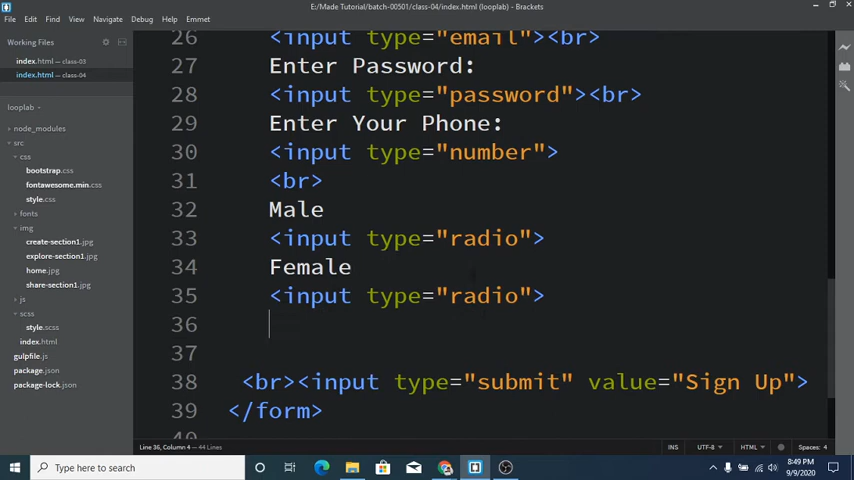 E:/Made Tutorial/batch-00501/class-04/index.html (looplab) - Brackets
File Edit Find View Navigate Debug Help Emmet
Working Files
index.html — class-03
index.html — class-04
looplab
node_modules
src
css
bootstrap.css
fontawesome.min.css
style.css
fonts
img
create-section1.jpg
explore-section1.jpg
home.jpg
share-section1.jpg
js
scss
style.scss
index.html
gulpfile.js
package.json
package-lock.json
26 <input type="email"><br>
27 Enter Password:
28 <input type="password"><br>
29 Enter Your Phone:
30 <input type="number">
31 <br>
32 Male
33 <input type="radio">
34 Female
35 <input type="radio">
36
37
38 <br><input type="submit" value="Sign Up">
39 </form>
40
Line 36, Column 4 — 44 Lines
INS UTF-8 HTML Spaces: 4
Type here to search
8:49 PM
9/9/2020